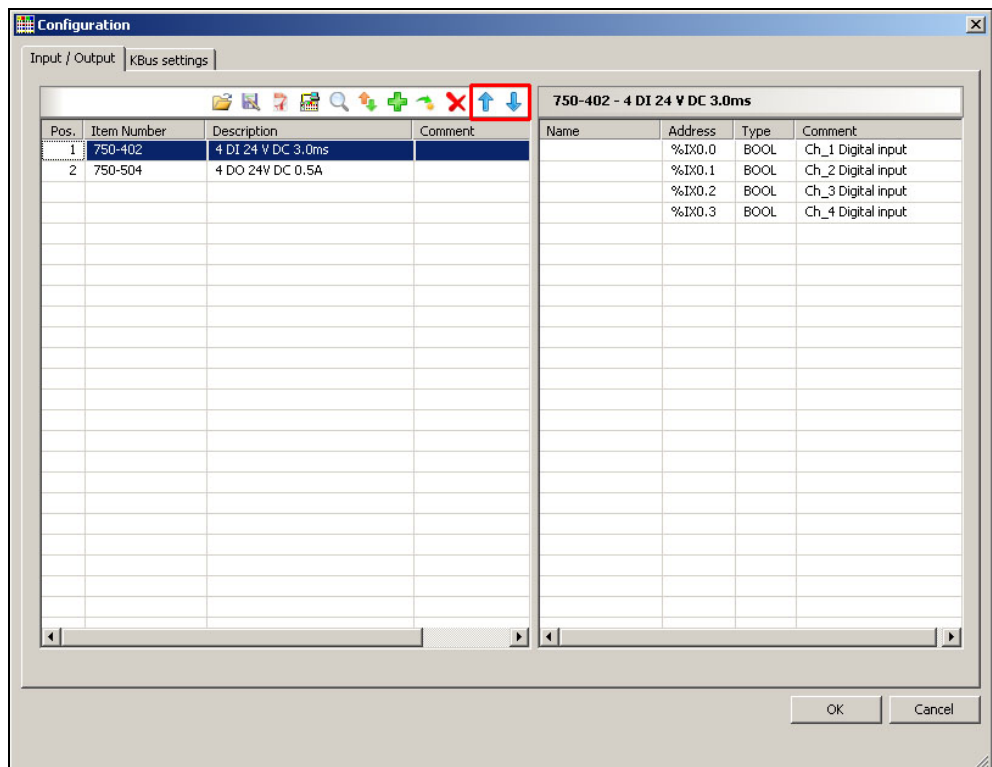 Configuration
Input / Output KBus settings
750-402 - 4 DI 24 V DC 3.0ms
Pos. Item Number Description Comment Name Address Type Comment
1 750-402 4 DI 24 V DC 3.0ms %IX0.0 BOOL Ch_1 Digital input
2 750-504 4 DO 24V DC 0.5A %IX0.1 BOOL Ch_2 Digital input
%IX0.2 BOOL Ch_3 Digital input
%IX0.3 BOOL Ch_4 Digital input
OK Cancel